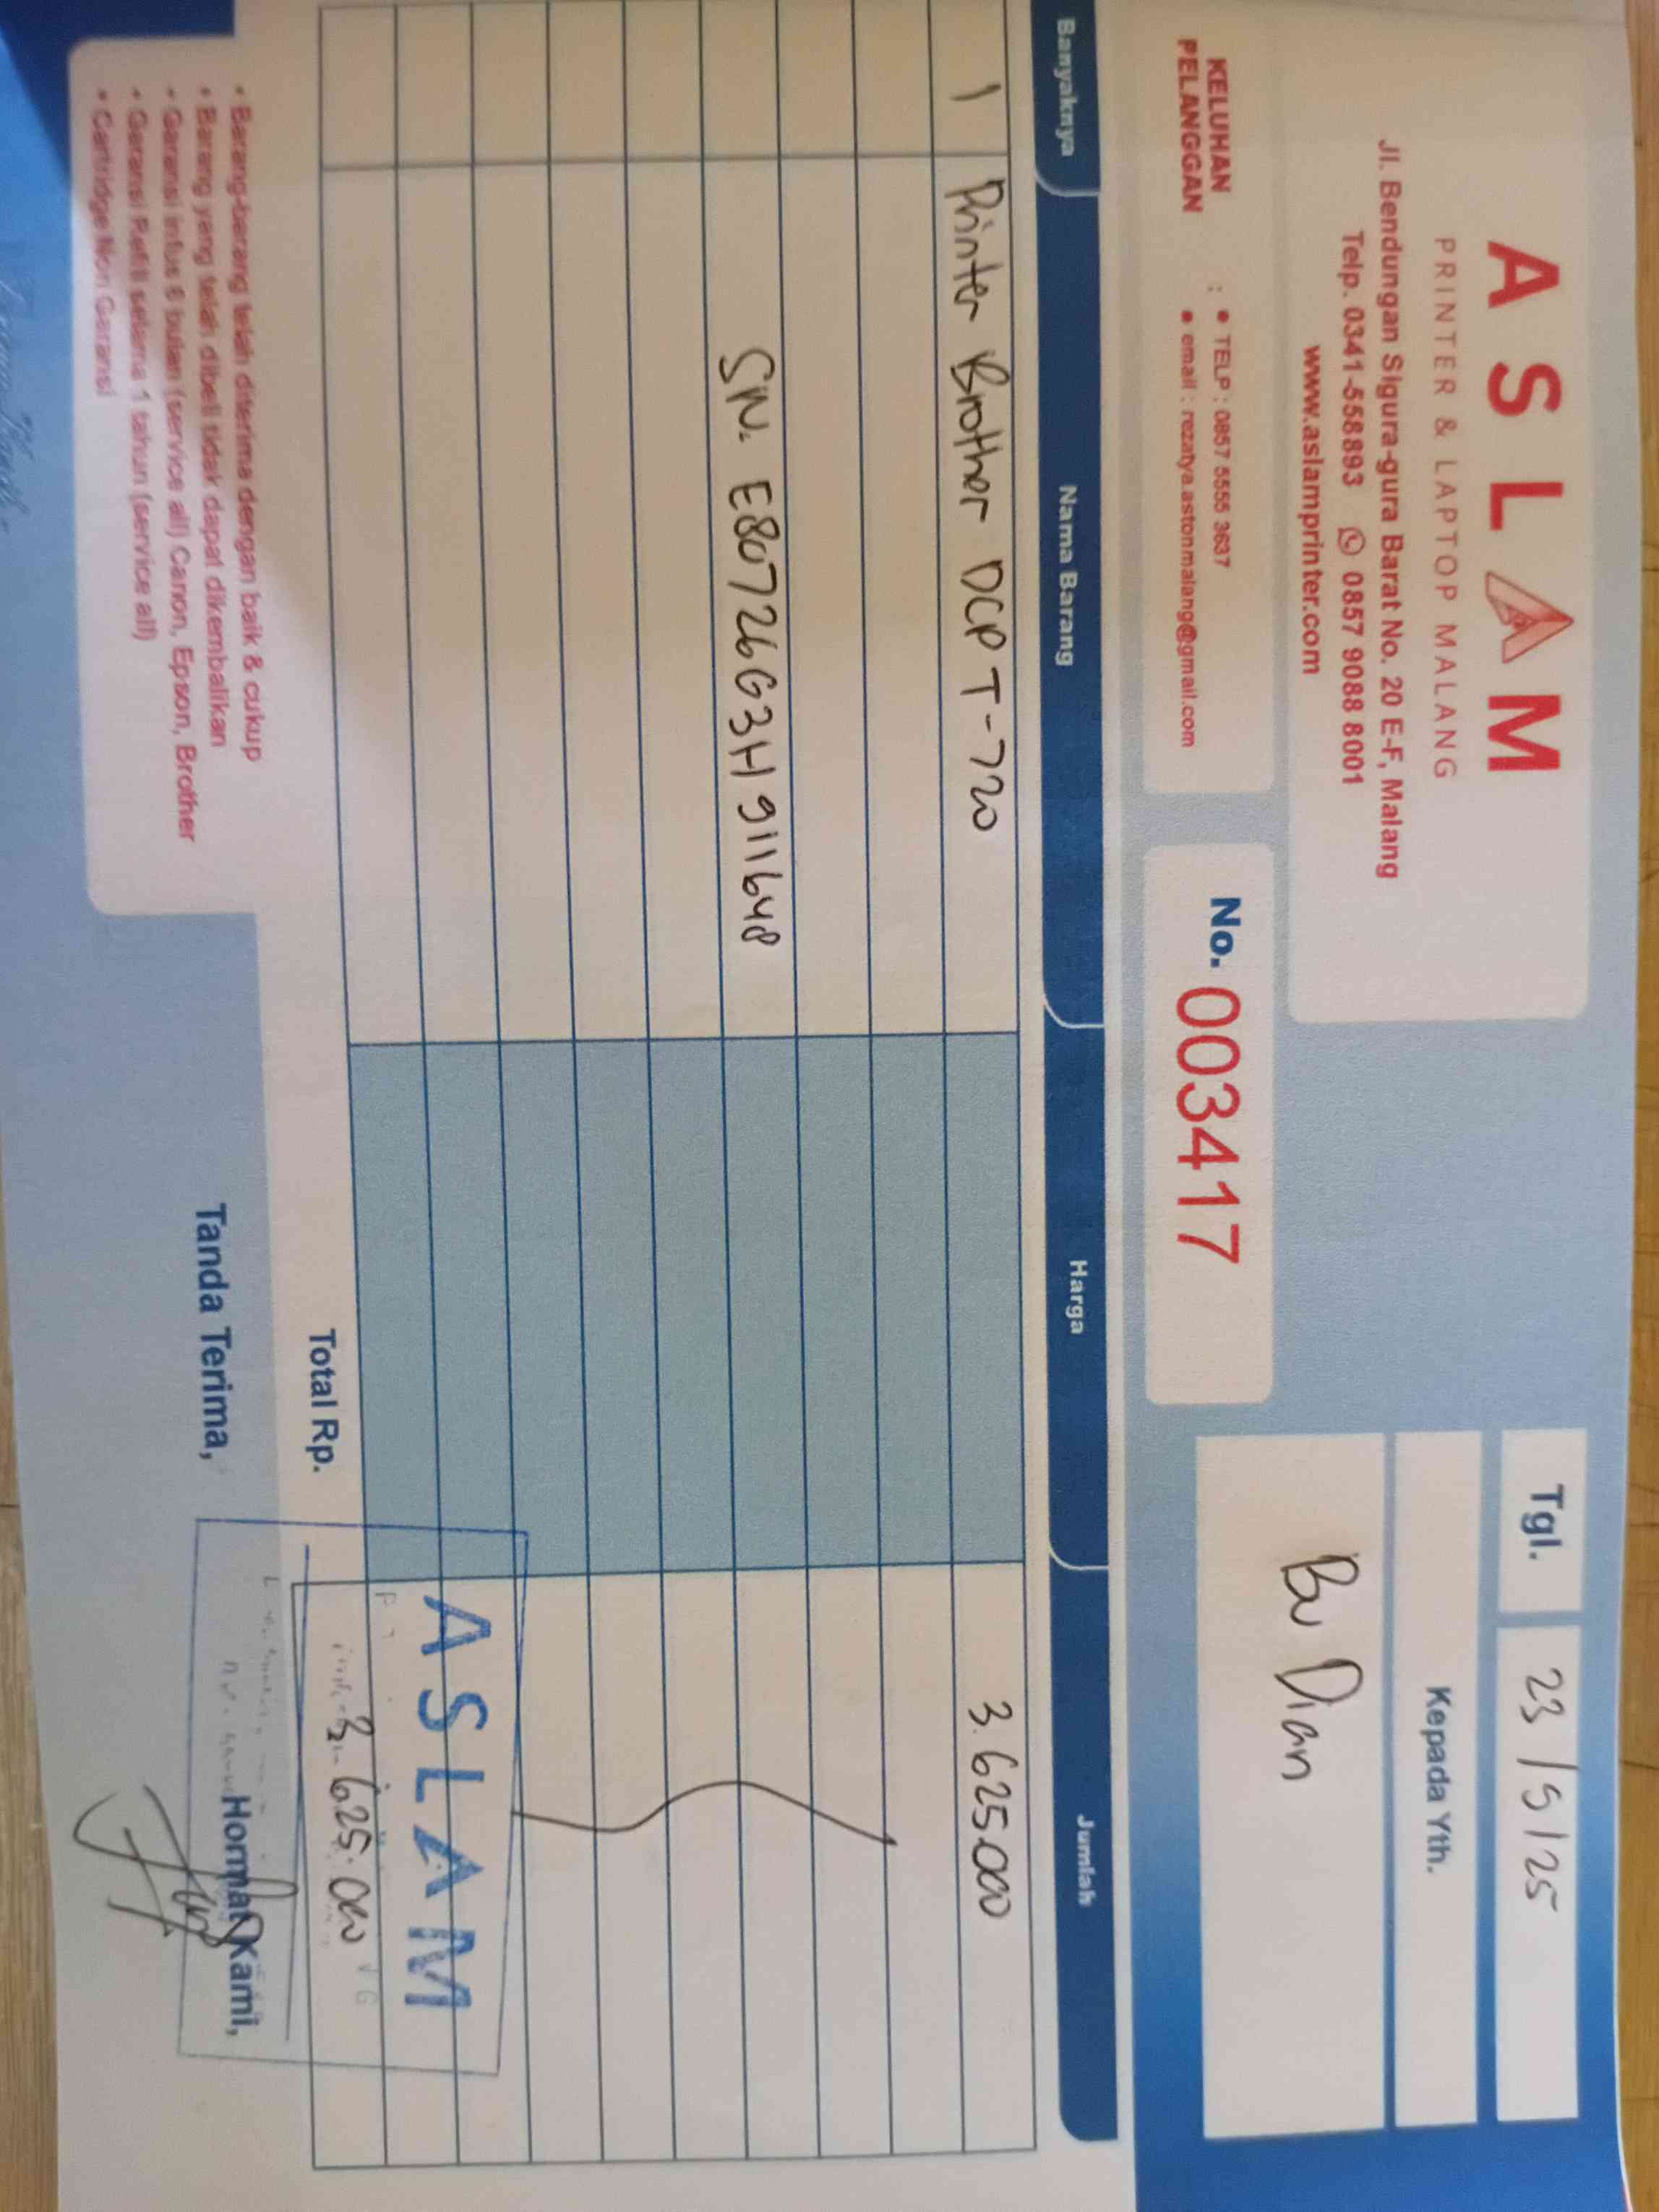 ASLAM
PRINTER & LAPTOP MALANG
Jl. Bendungan Sigura-gura Barat No. 20 E-F, Malang
Telp. 0341-558893 0857 9088 8001
www.aslamprinter.com
KELUHAN PELANGGAN : • TELP : 0857 5555 3637
• email : rezatya.astonmalang@gmail.com
No. 003417
Tgl. 23/5/25
Kepada Yth.
Bu Dian
Banyaknya Nama Barang Harga Jumlah
1 Printer Brother DCP T-720 3.625.000
SN. E80726G3H911648
Total Rp. 3.625.000
ASLAM
• Barang-barang telah diterima dengan baik & cukup
• Barang yang telah dibeli tidak dapat dikembalikan
• Garansi infus 6 bulan (service all) Canon, Epson, Brother
• Garansi Refill selama 1 tahun (service all)
• Cartridge Non Garansi
Tanda Terima,
Hormat Kami,